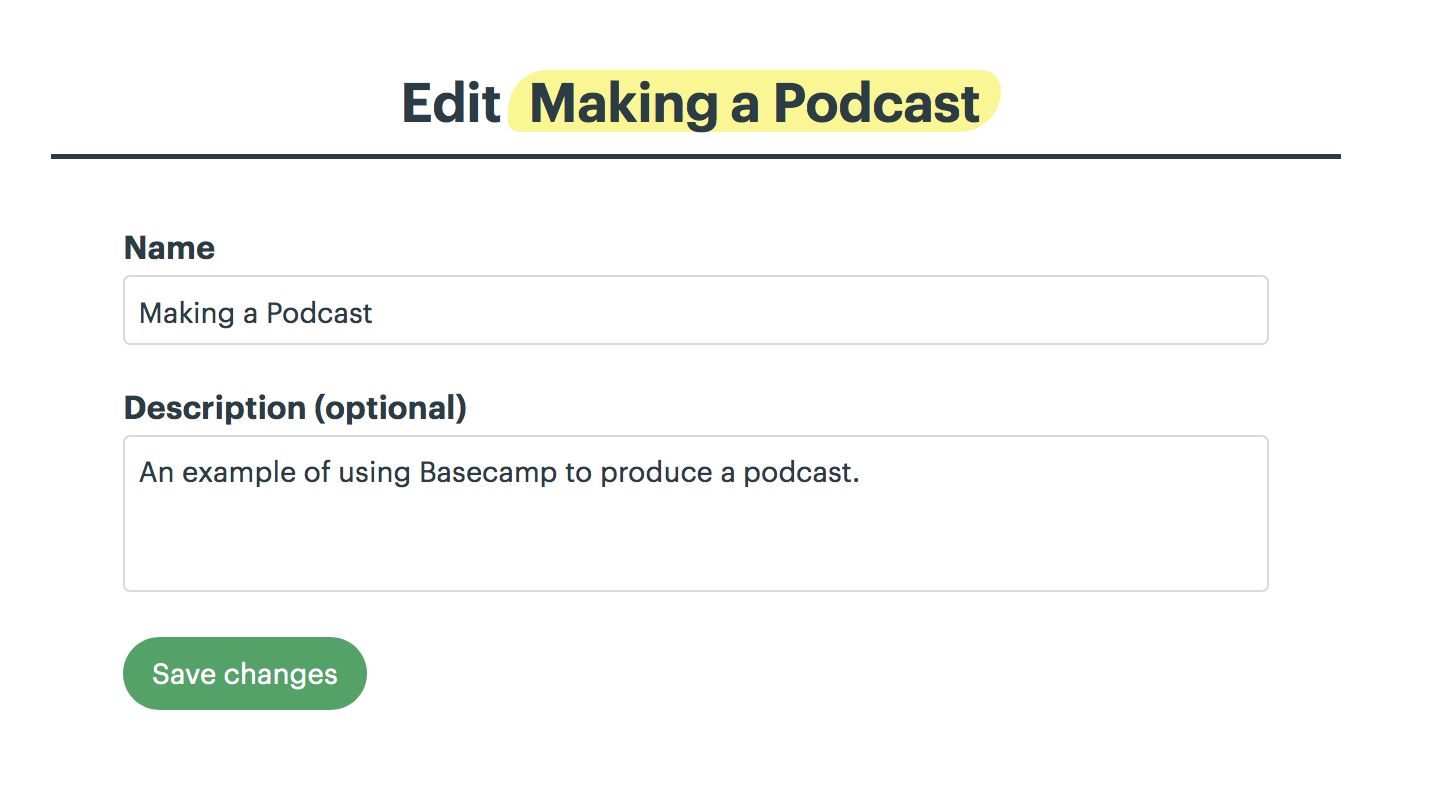 Edit Making a Podcast
Name
Making a Podcast
Description (optional)
An example of using Basecamp to produce a podcast.
Save changes